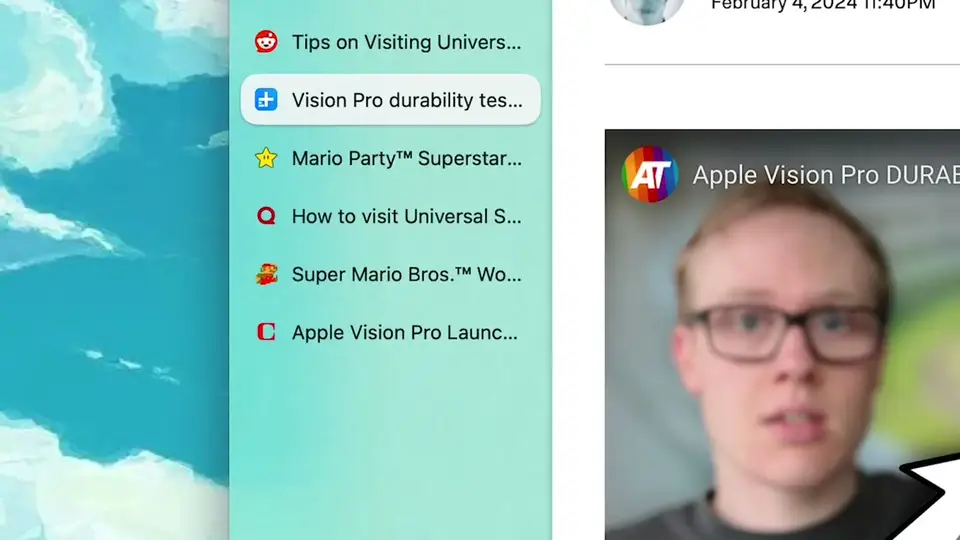 Tips on Visiting Univers...
Vision Pro durability tes...
Mario Party™ Superstar...
How to visit Universal S...
Super Mario Bros.™ Wo...
Apple Vision Pro Launc...
February 4, 2024 11:40PM
AT
Apple Vision Pro DURAB